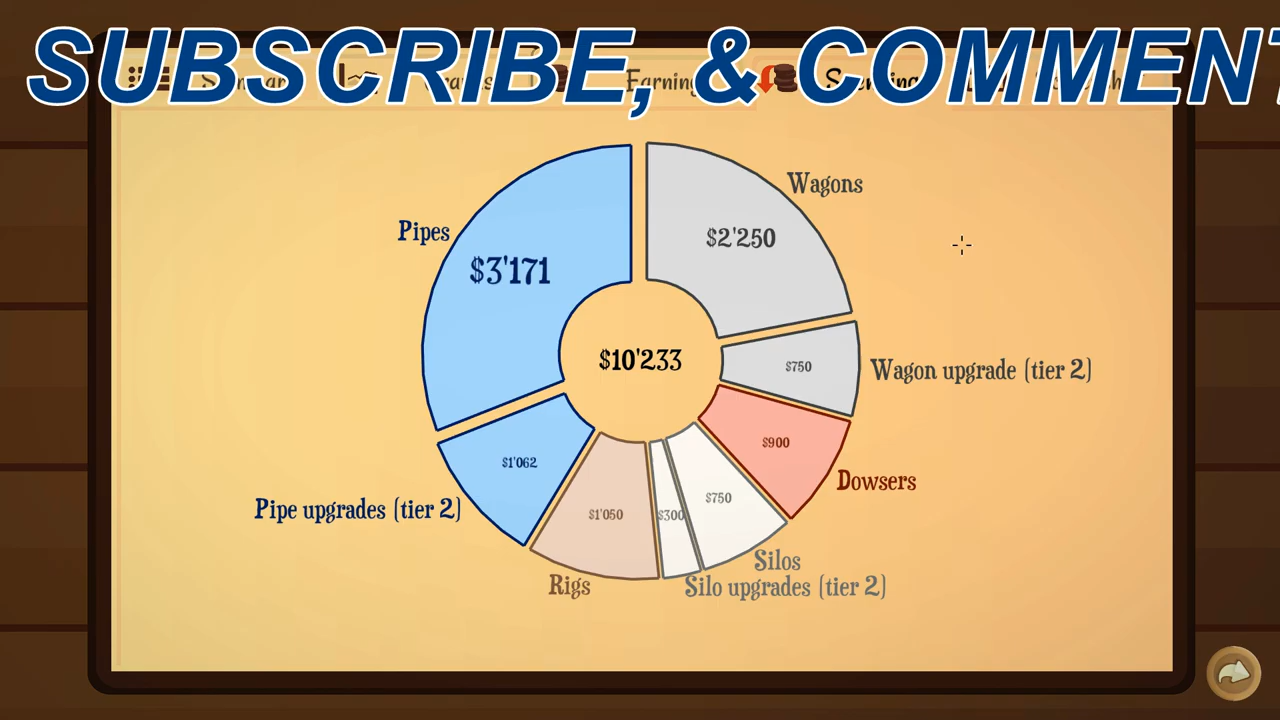 SUBSCRIBE, & COMMENT
Wagons
Pipes
$2'250
$3'171
$10'233
$750
Wagon upgrade (tier 2)
$900
$1'062
Dowsers
$750
$1'050
$300
Pipe upgrades (tier 2)
Silos
Rigs
Silo upgrades (tier 2)